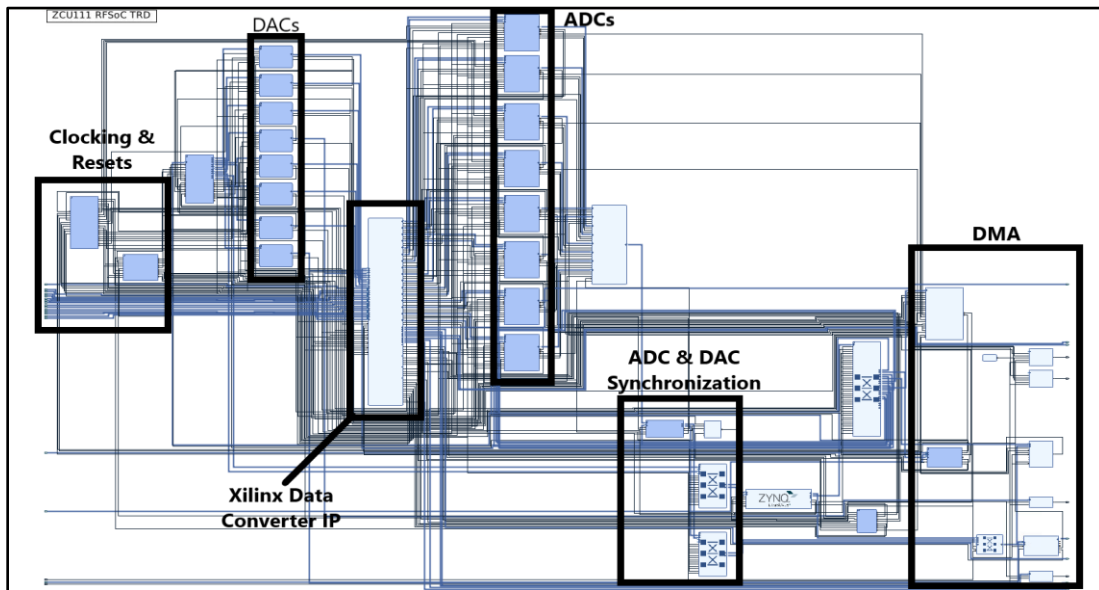 ZCU111 RFSoC TRD
DACs
ADCs
Clocking &
Resets
DMA
ADC & DAC
Synchronization
Xilinx Data
Converter IP
ZYNQ